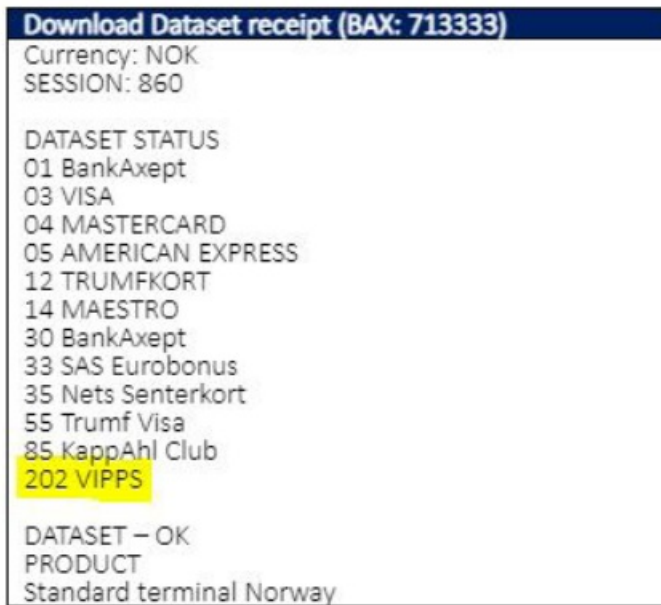 Download Dataset receipt (BAX: 713333)
Currency: NOK
SESSION: 860
DATASET STATUS
01 BankAxept
03 VISA
04 MASTERCARD
05 AMERICAN EXPRESS
12 TRUMFKORT
14 MAESTRO
30 BankAxept
33 SAS Eurobonus
35 Nets Senterkort
55 Trumf Visa
85 KappAhl Club
202 VIPPS
DATASET – OK
PRODUCT
Standard terminal Norway